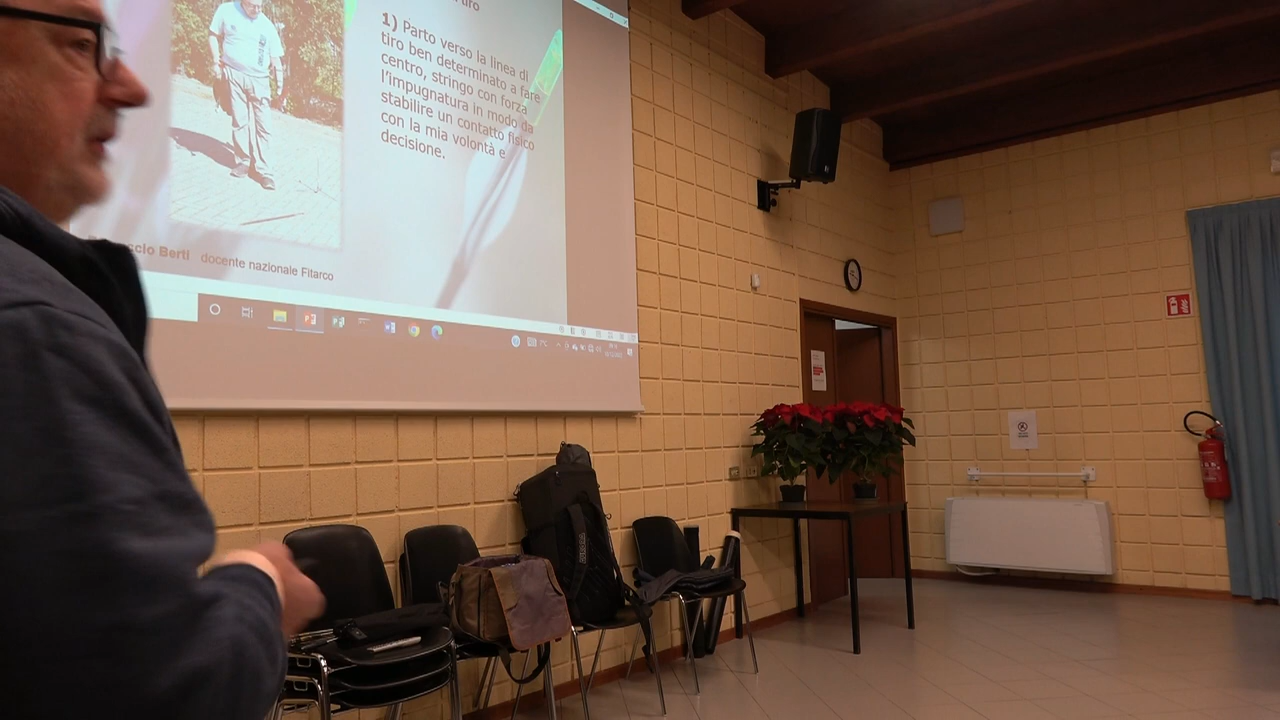 1) Parto verso la linea di
tiro ben determinato a fare
centro, stringo con forza
l'impugnatura in modo da
stabilire un contatto fisico
con la mia volontà e
decisione.
Berti docente nazionale Fitarco